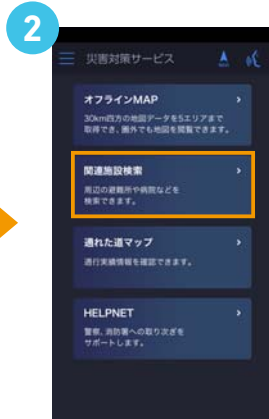 2
災害対策サービス
オフラインMAP
30km四方の地図データを5エリアまで
取得でき、圏外でも地図を閲覧できます。
関連施設検索
周辺の避難所や病院などを
検索できます。
通れた道マップ
通行実績情報を確認できます。
HELPNET
警察、消防署への取り次ぎを
サポートします。